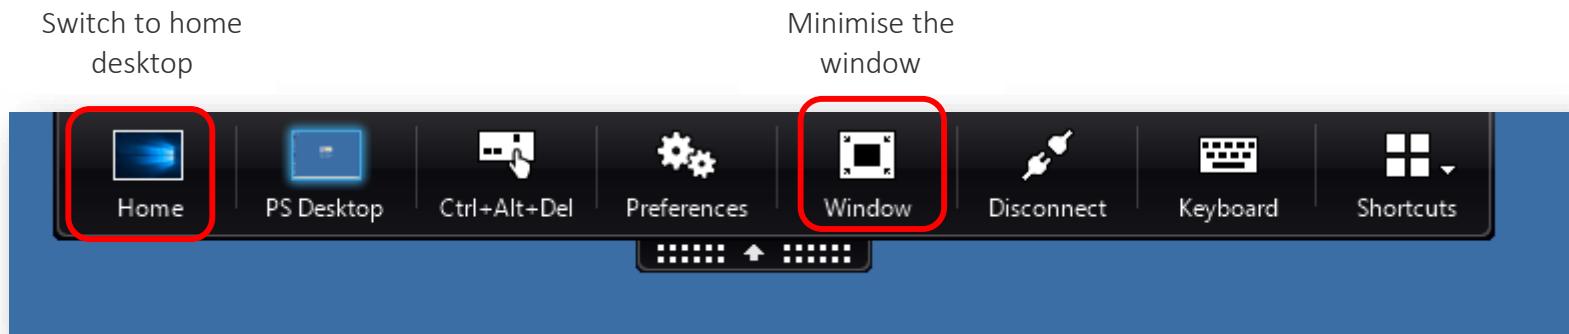 Switch to home
desktop
Minimise the
window
Home
PS Desktop
Ctrl+Alt+Del
Preferences
Window
Disconnect
Keyboard
Shortcuts